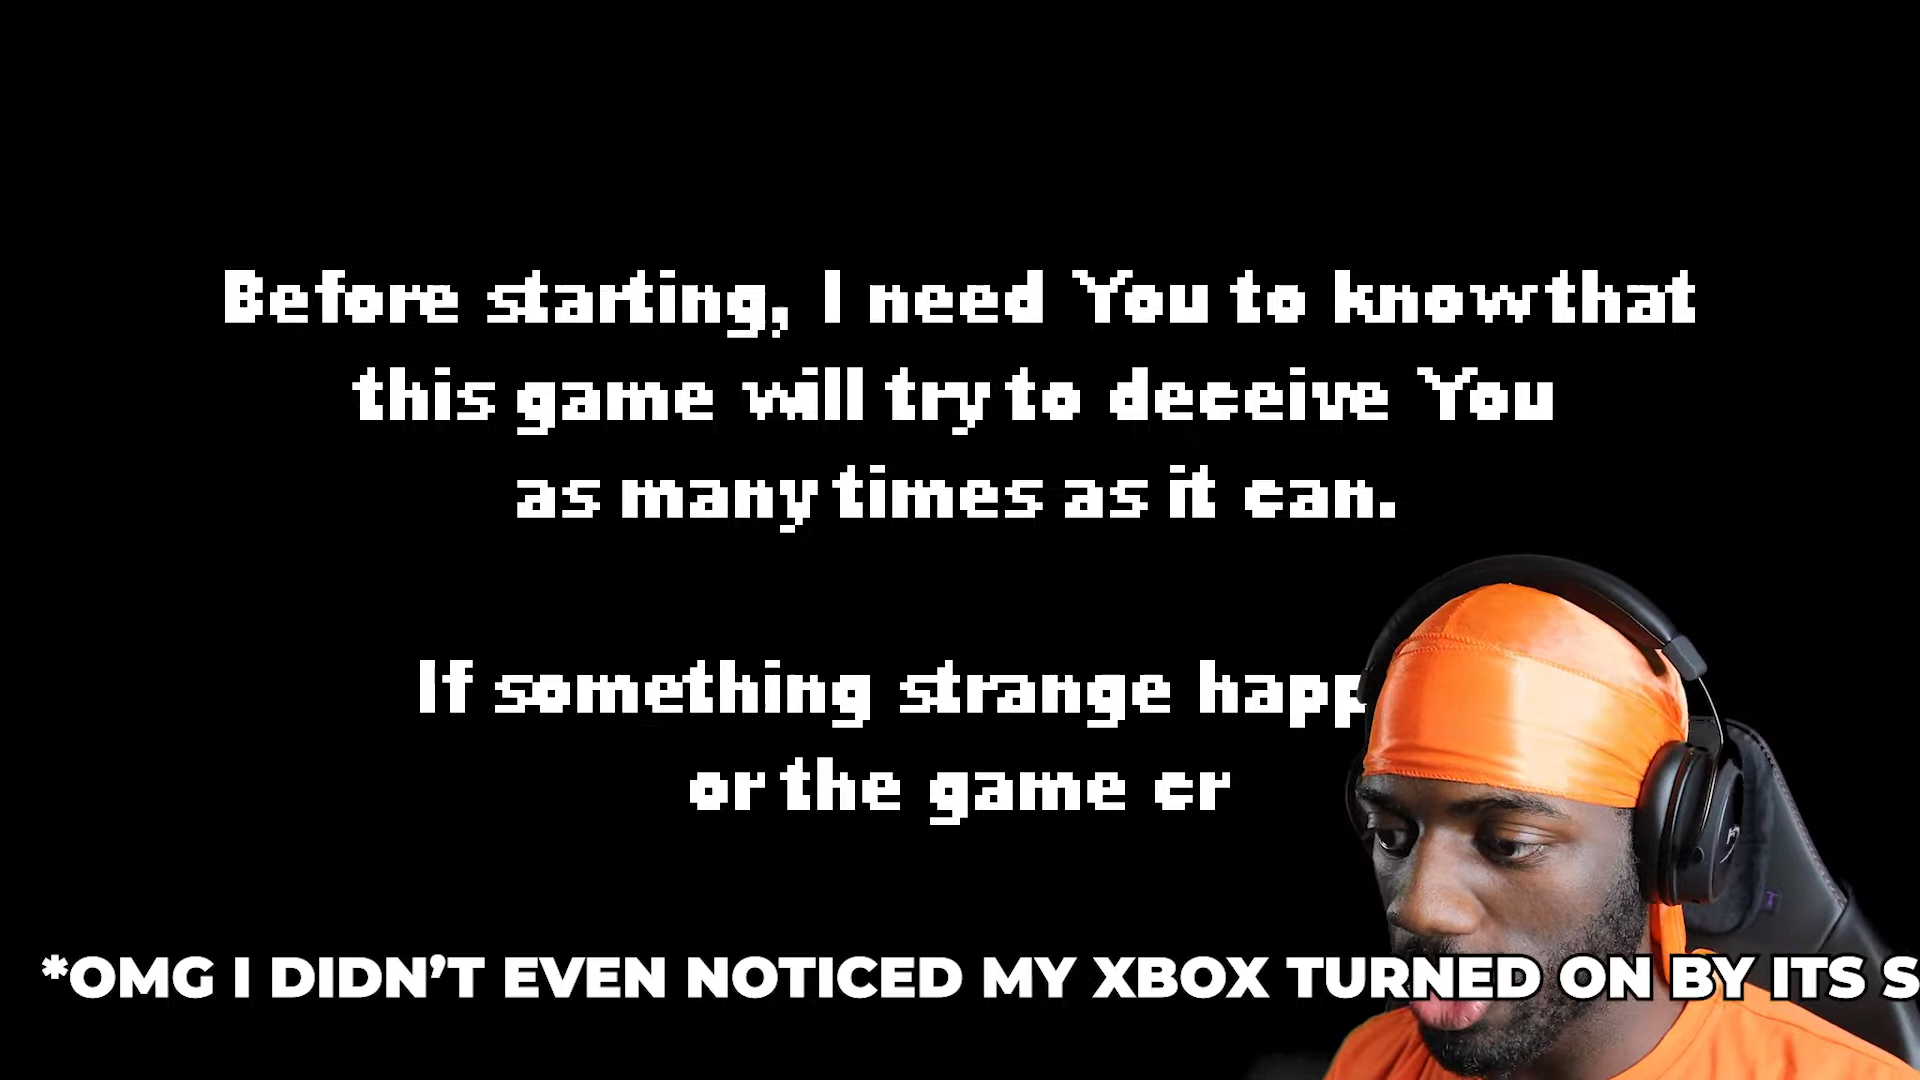 Before starting, I need You to know that
this game will try to deceive You
as many times as it can.
If something strange happ
or the game cr
*OMG I DIDN’T EVEN NOTICED MY XBOX TURNED ON BY ITS S